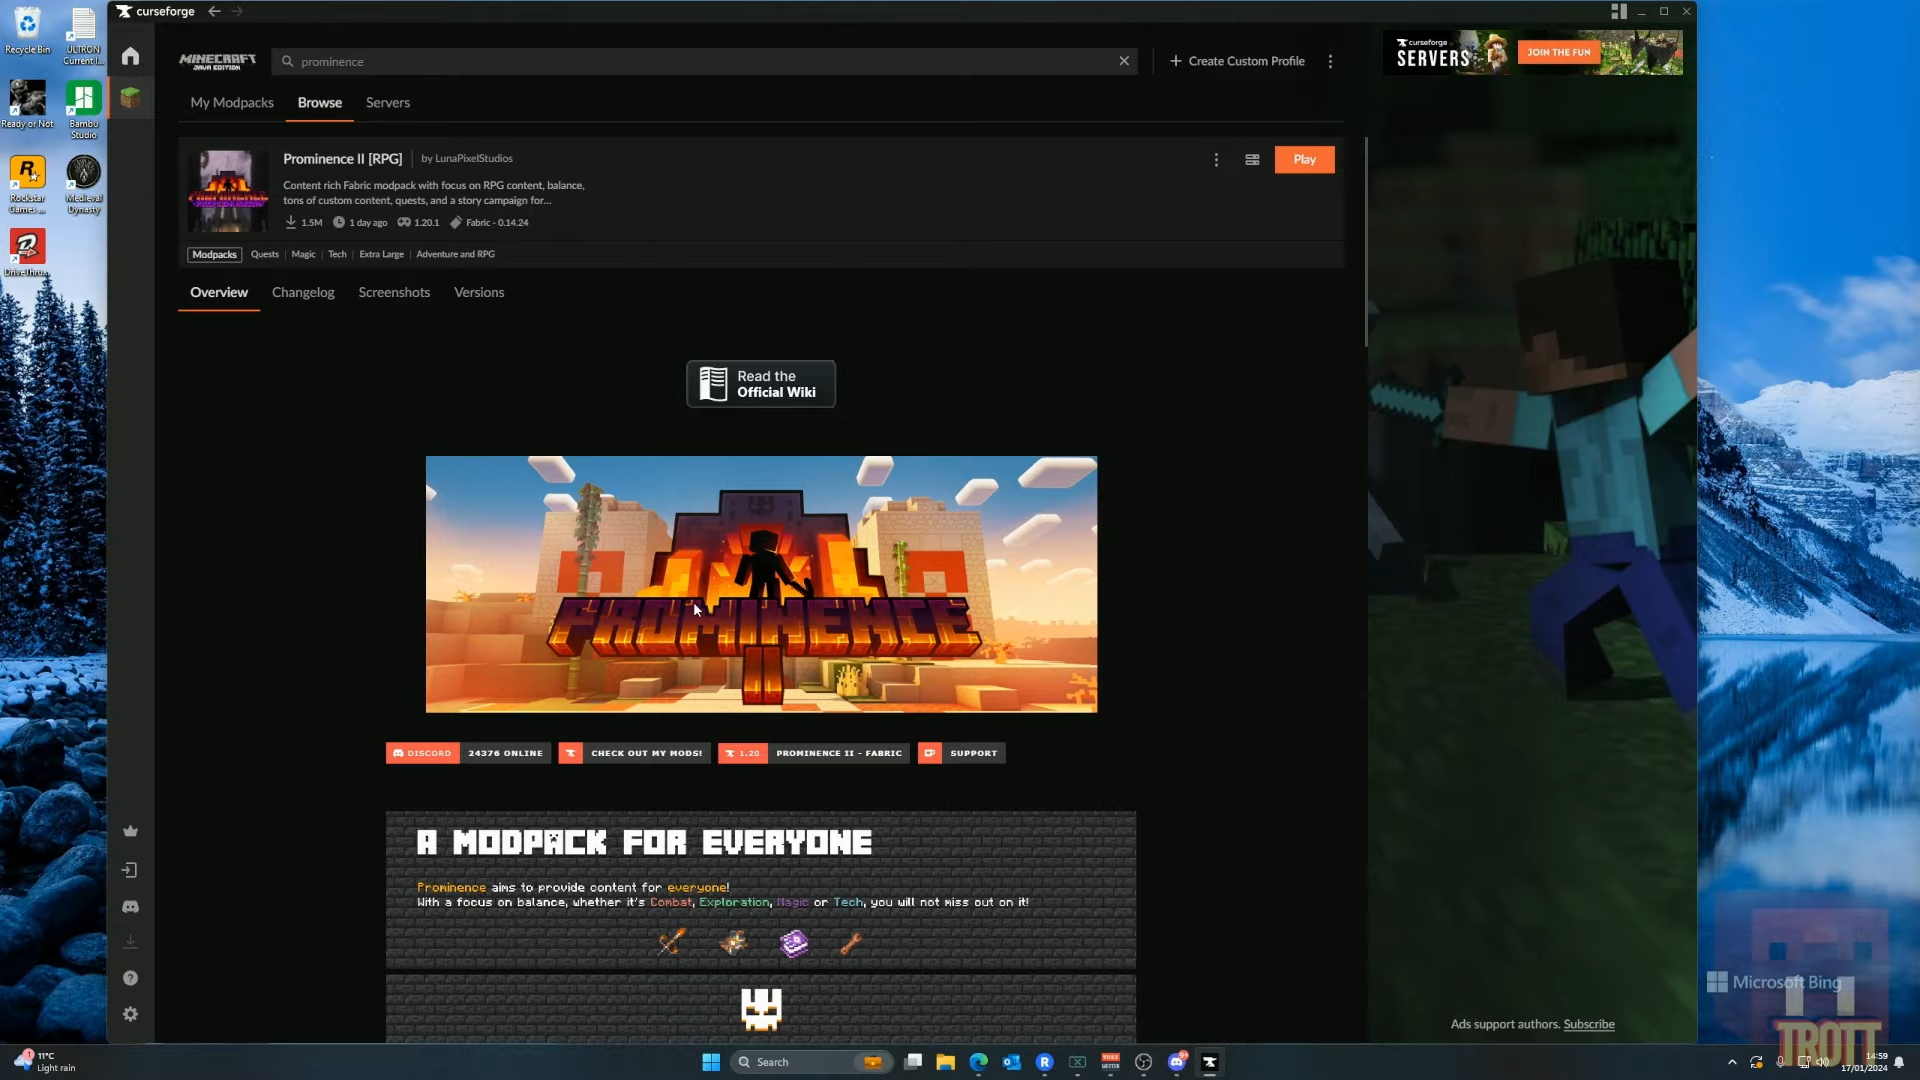 curseforge
Recycle Bin
ULTRON
Current I...
Ready or Not
Bambu
Studio
Rockstar
Games ...
Medieval
Dynasty
DriveThru...
MINECRAFT
JAVA EDITION
prominence
Create Custom Profile
curseforge
SERVERS
JOIN THE FUN
My Modpacks
Browse
Servers
Prominence II [RPG]
by LunaPixelStudios
Content rich Fabric modpack with focus on RPG content, balance,
tons of custom content, quests, and a story campaign for...
1.5M
1 day ago
1.20.1
Fabric - 0.14.24
Play
Modpacks
Quests
Magic
Tech
Extra Large
Adventure and RPG
Overview
Changelog
Screenshots
Versions
Read the
Official Wiki
PROMINENCE
DISCORD
24376 ONLINE
CHECK OUT MY MODS!
1.20
PROMINENCE II - FABRIC
SUPPORT
A MODPACK FOR EVERYONE
Prominence aims to provide content for everyone!
With a focus on balance, whether it's Combat, Exploration, Magic or Tech, you will not miss out on it!
Ads support authors. Subscribe
Microsoft Bing
TROTT
1
11°C
Light rain
Search
14:59
17/01/2024